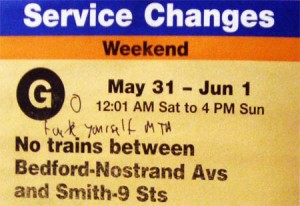 Service Changes
Weekend
G O
May 31 – Jun 1
12:01 AM Sat to 4 PM Sun
Fuck yourself MTA
No trains between
Bedford-Nostrand Avs
and Smith-9 Sts